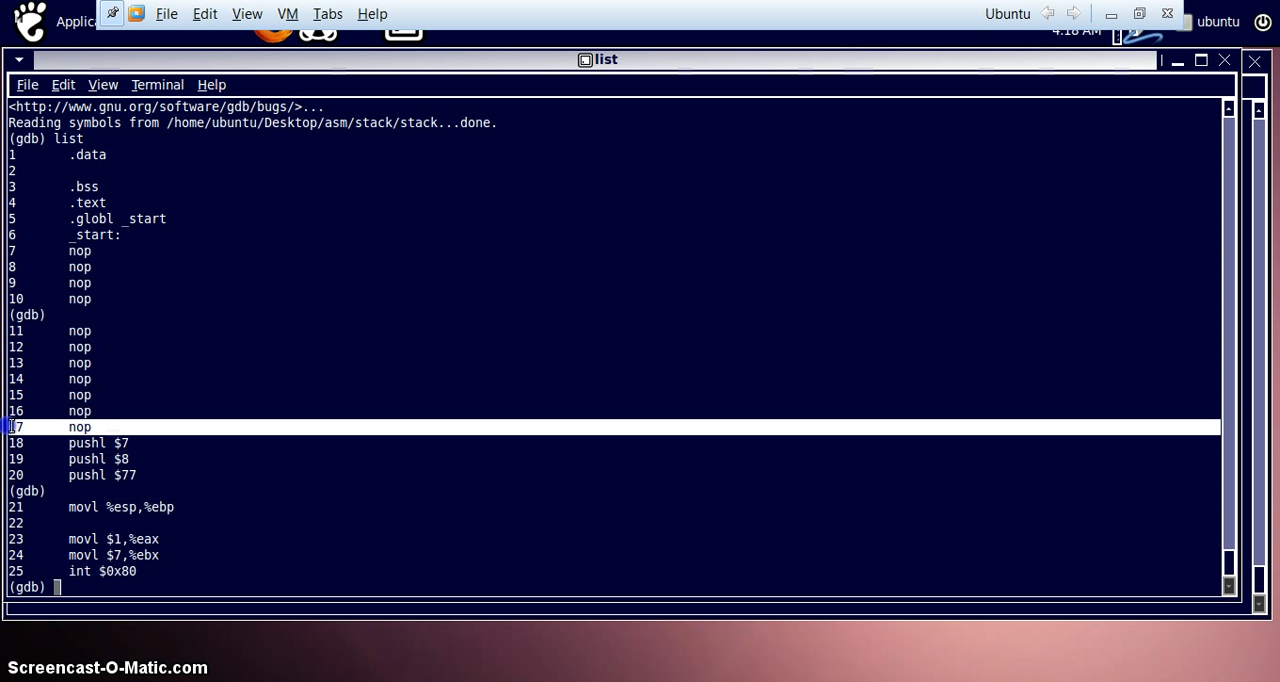 File Edit View VM Tabs Help Ubuntu
ubuntu
list
File Edit View Terminal Help
<http://www.gnu.org/software/gdb/bugs/>...
Reading symbols from /home/ubuntu/Desktop/asm/stack/stack...done.
(gdb) list
1 .data
2
3 .bss
4 .text
5 .globl _start
6 _start:
7 nop
8 nop
9 nop
10 nop
(gdb)
11 nop
12 nop
13 nop
14 nop
15 nop
16 nop
7 nop
18 pushl $7
19 pushl $8
20 pushl $77
(gdb)
21 movl %esp,%ebp
22
23 movl $1,%eax
24 movl $7,%ebx
25 int $0x80
(gdb)
Screencast-O-Matic.com